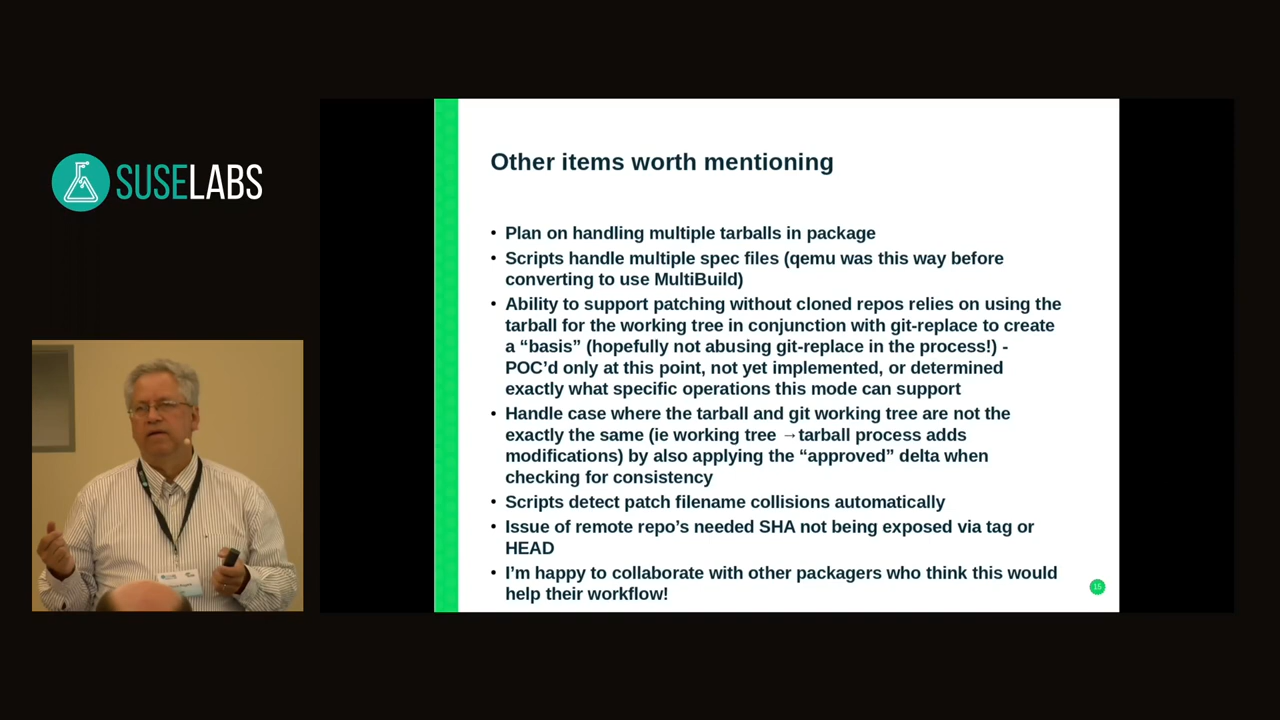 SUSELABS
Other items worth mentioning
• Plan on handling multiple tarballs in package
• Scripts handle multiple spec files (qemu was this way before
converting to use MultiBuild)
• Ability to support patching without cloned repos relies on using the
tarball for the working tree in conjunction with git-replace to create
a “basis” (hopefully not abusing git-replace in the process!) -
POC’d only at this point, not yet implemented, or determined
exactly what specific operations this mode can support
• Handle case where the tarball and git working tree are not the
exactly the same (ie working tree →tarball process adds
modifications) by also applying the “approved” delta when
checking for consistency
• Scripts detect patch filename collisions automatically
• Issue of remote repo’s needed SHA not being exposed via tag or
HEAD
• I’m happy to collaborate with other packagers who think this would
help their workflow!
15